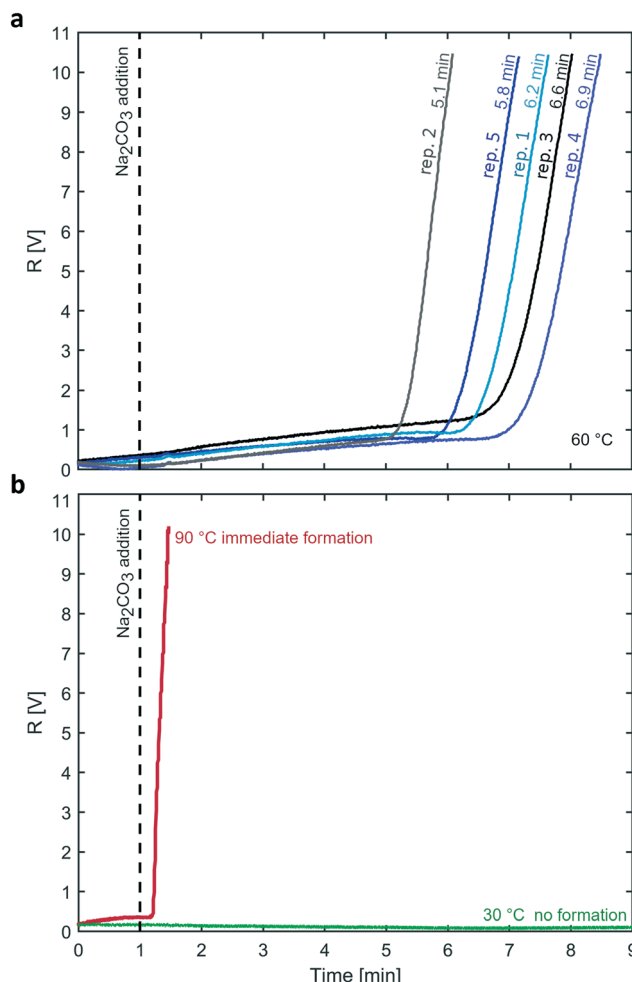 a
11
10
9
8
7
6
5
4
3
2
1
0
R [V]
Na2CO3 addition
rep. 2 5.1 min
rep. 5 5.8 min
rep. 1 6.2 min
rep. 3 6.6 min
rep. 4 6.9 min
60 °C
b
11
10
9
8
7
6
5
4
3
2
1
0
R [V]
Na2CO3 addition
90 °C immediate formation
30 °C no formation
0 1 2 3 4 5 6 7 8 9
Time [min]